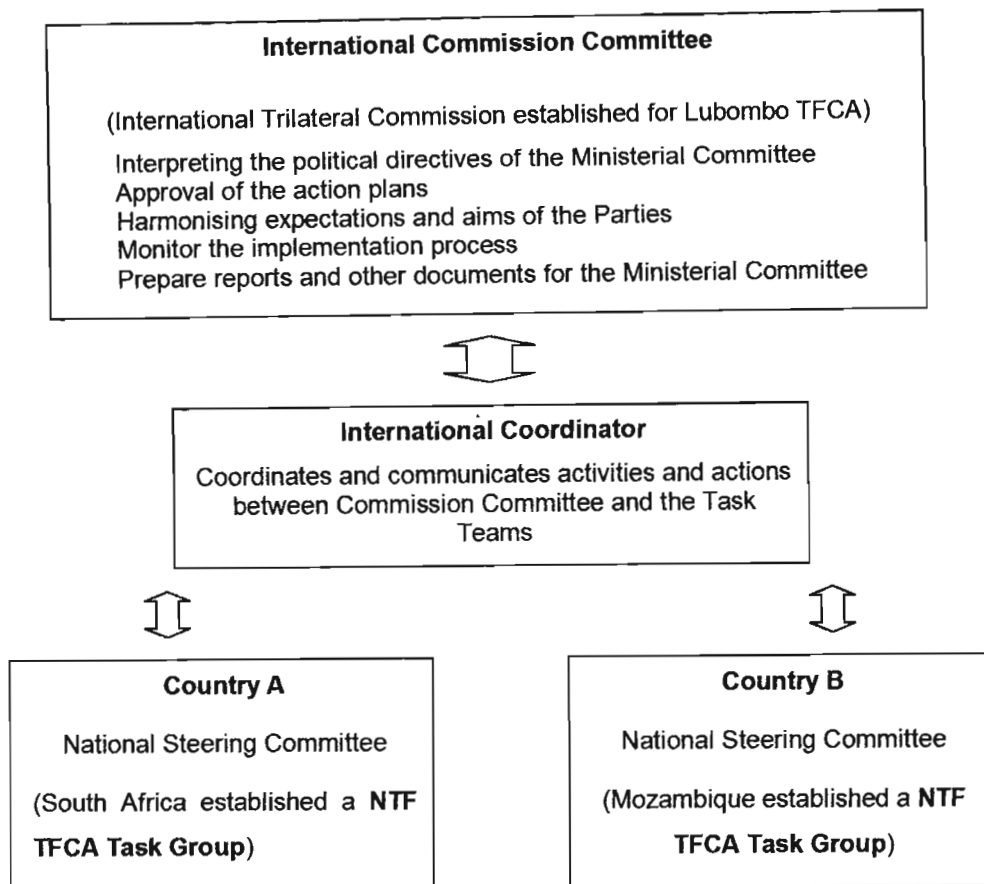 International Commission Committee
(International Trilateral Commission established for Lubombo TFCA)
Interpreting the political directives of the Ministerial Committee
Approval of the action plans
Harmonising expectations and aims of the Parties
Monitor the implementation process
Prepare reports and other documents for the Ministerial Committee
International Coordinator
Coordinates and communicates activities and actions
between Commission Committee and the Task
Teams
Country A
National Steering Committee
(South Africa established a NTF
TFCA Task Group)
Country B
National Steering Committee
(Mozambique established a NTF
TFCA Task Group)